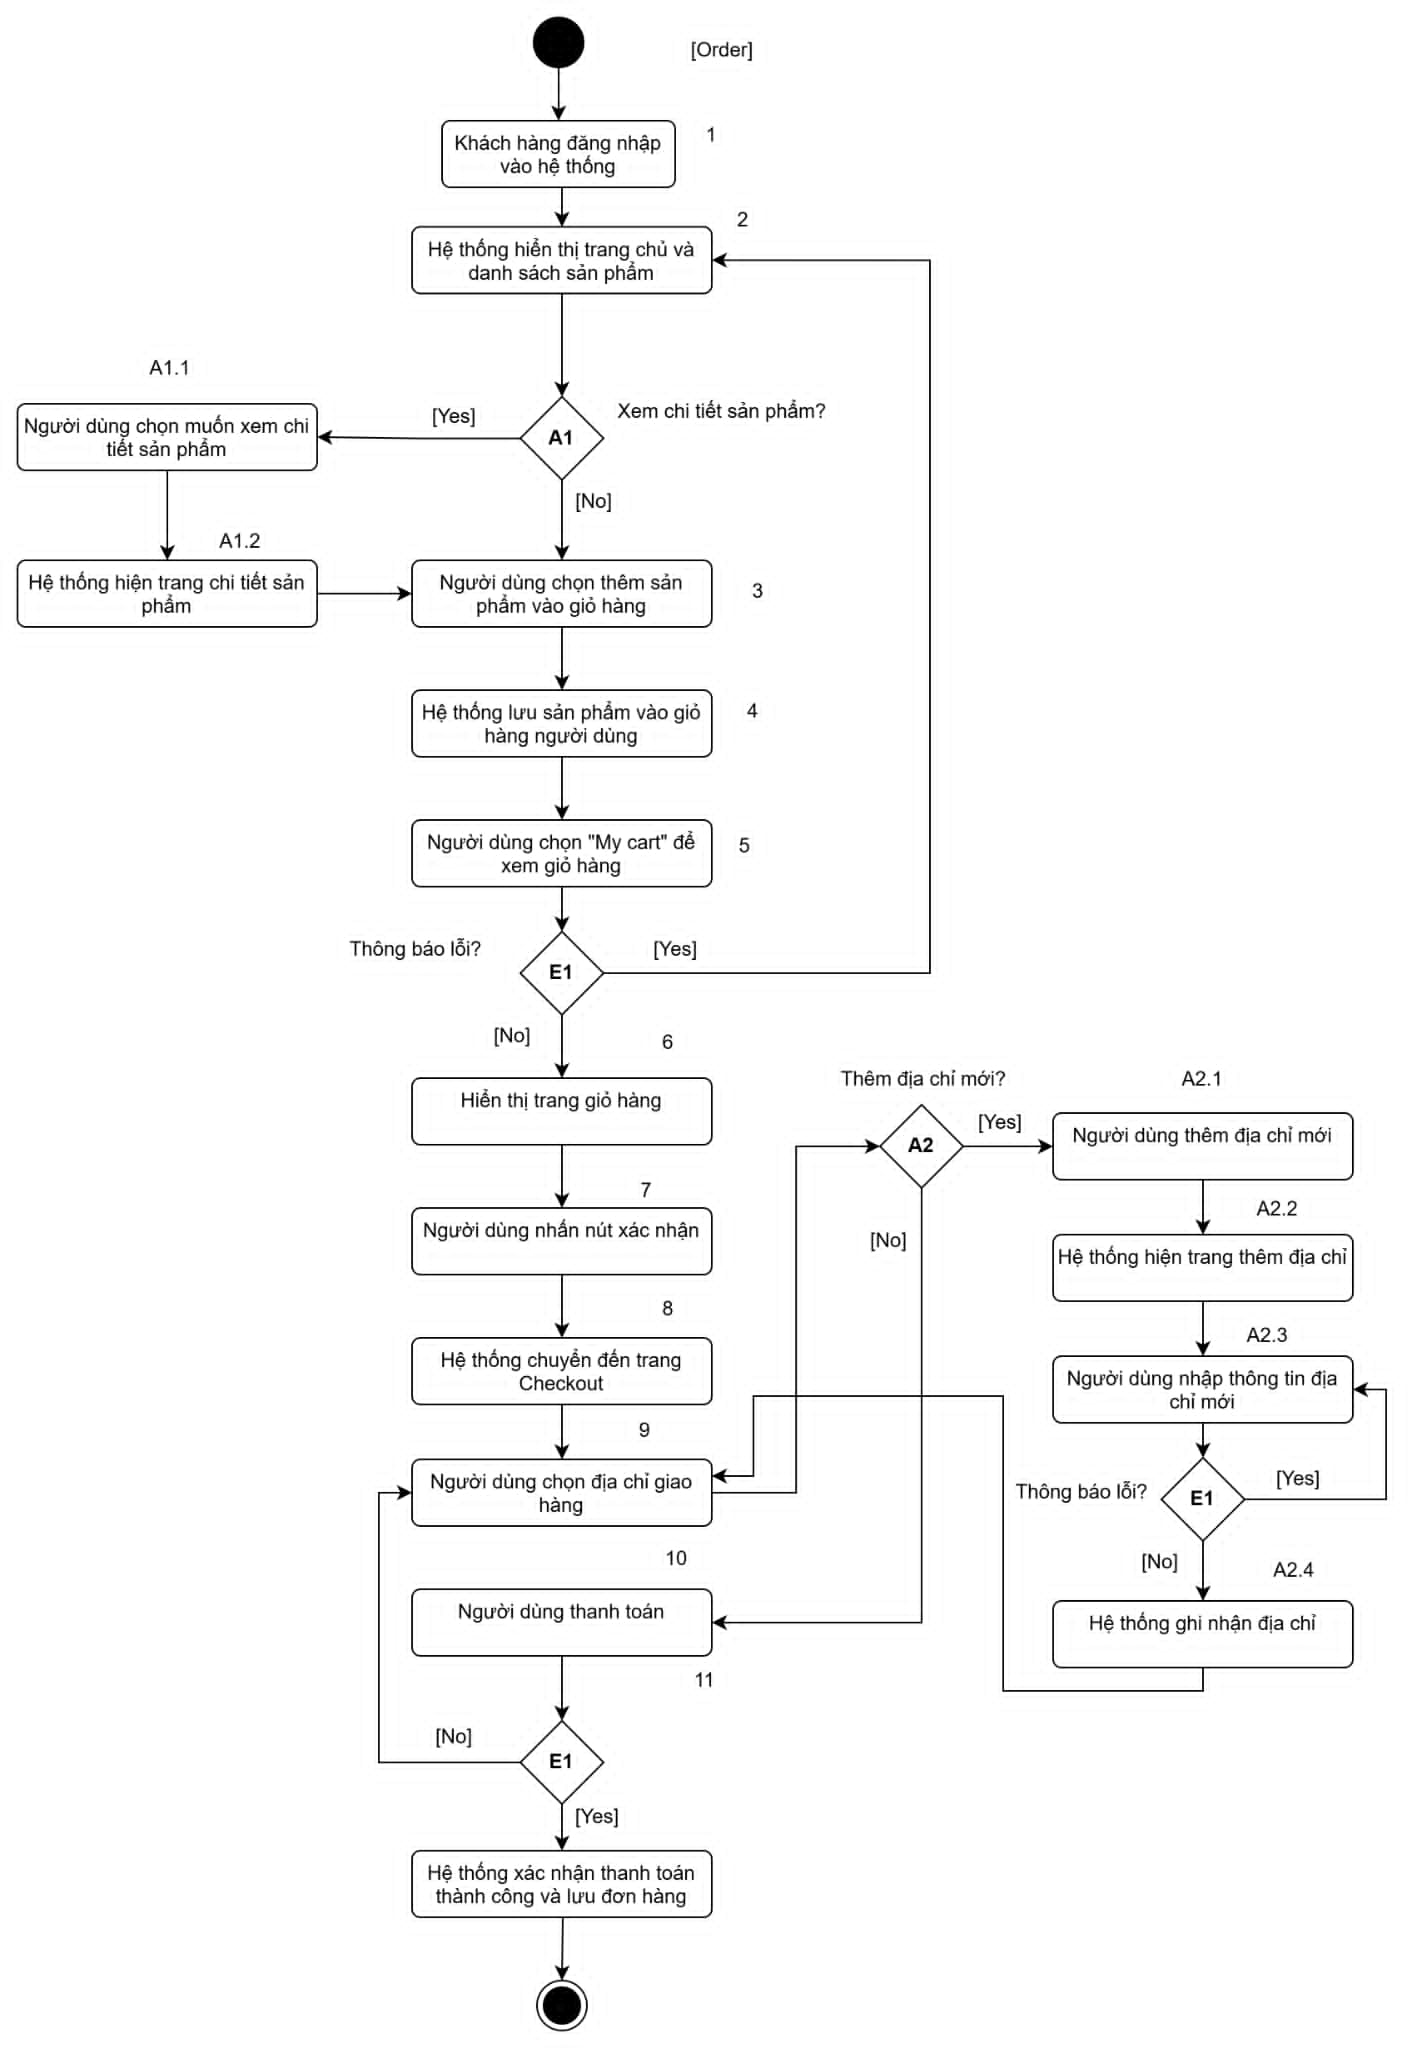 [Order]
1
Khách hàng đăng nhập
vào hệ thống
2
Hệ thống hiển thị trang chủ và
danh sách sản phẩm
A1.1
Người dùng chọn muốn xem chi
tiết sản phẩm
[Yes]
A1
Xem chi tiết sản phẩm?
[No]
A1.2
Hệ thống hiện trang chi tiết sản
phẩm
Người dùng chọn thêm sản
phẩm vào giỏ hàng
3
Hệ thống lưu sản phẩm vào giỏ
hàng người dùng
4
Người dùng chọn "My cart" để
xem giỏ hàng
5
Thông báo lỗi?
E1
[Yes]
[No]
6
Hiển thị trang giỏ hàng
7
Người dùng nhấn nút xác nhận
8
Hệ thống chuyển đến trang
Checkout
9
Người dùng chọn địa chỉ giao
hàng
Thêm địa chỉ mới?
A2
[Yes]
[No]
A2.1
Người dùng thêm địa chỉ mới
A2.2
Hệ thống hiện trang thêm địa chỉ
A2.3
Người dùng nhập thông tin địa
chỉ mới
Thông báo lỗi?
E1
[Yes]
[No]
A2.4
Hệ thống ghi nhận địa chỉ
10
Người dùng thanh toán
11
[No]
E1
[Yes]
Hệ thống xác nhận thanh toán
thành công và lưu đơn hàng